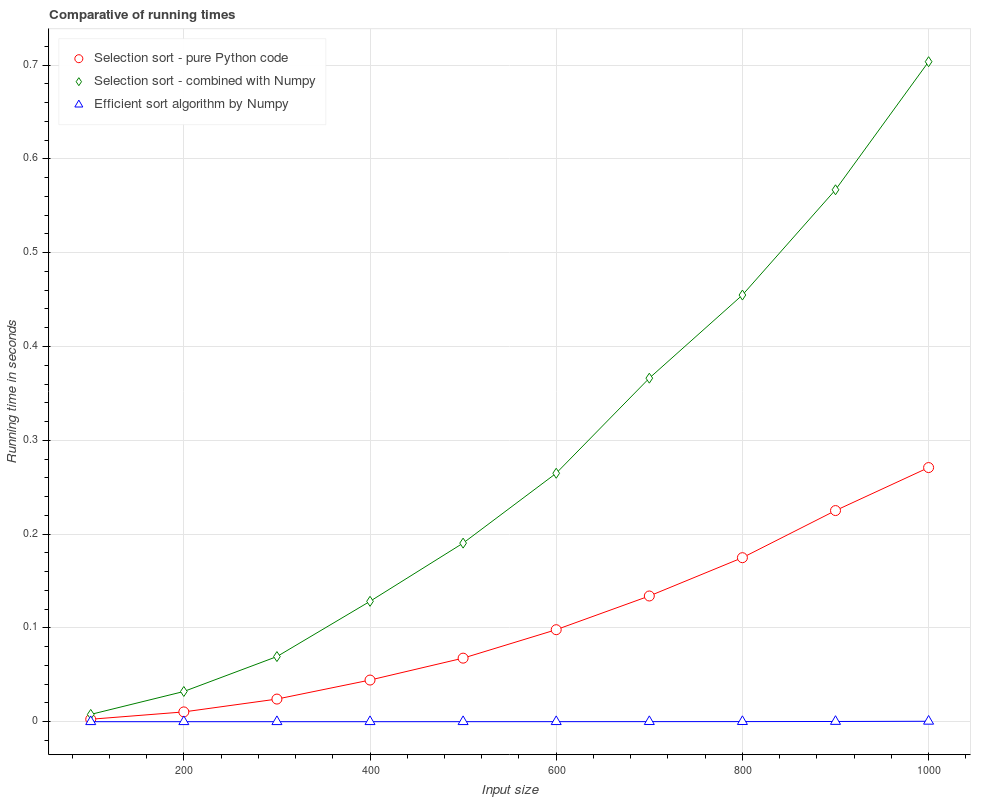 Comparative of running times
Selection sort - pure Python code
Selection sort - combined with Numpy
Efficient sort algorithm by Numpy
0.7
0.6
0.5
0.4
0.3
0.2
0.1
0
Running time in seconds
200 400 600 800 1000
Input size